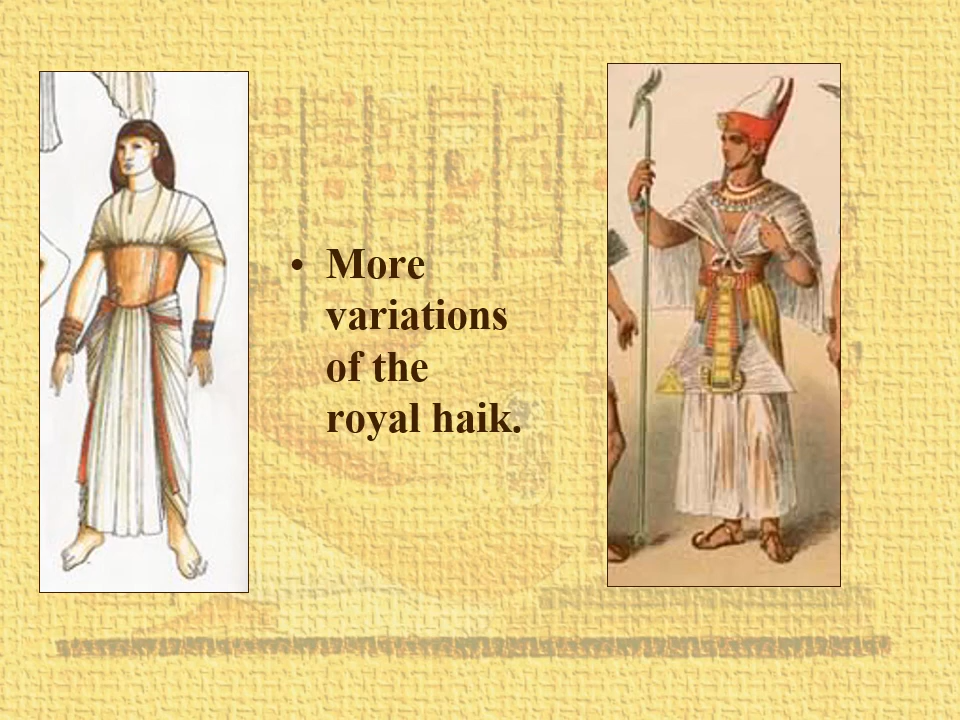 • More
variations
of the
royal haik.